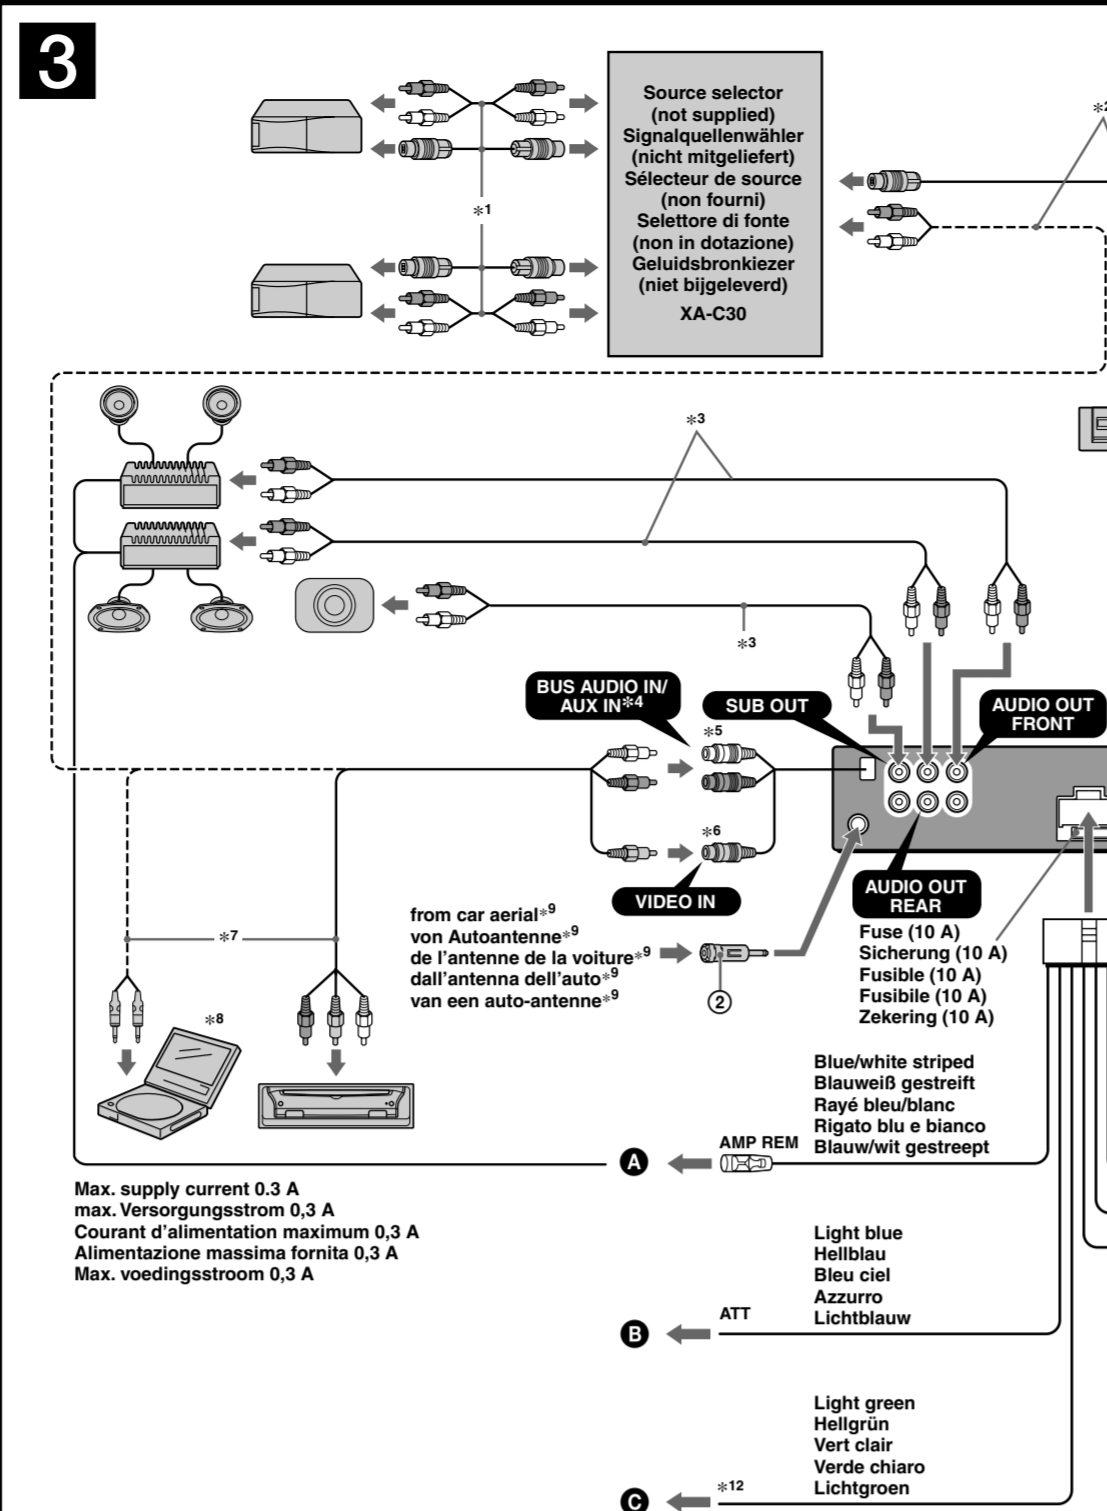 3
Source selector
(not supplied)
Signalquellenwähler
(nicht mitgeliefert)
Sélecteur de source
(non fourni)
Selettore di fonte
(non in dotazione)
Geluidsbronkiezer
(niet bijgeleverd)
XA-C30
*1
*2
*3
*3
BUS AUDIO IN/
AUX IN*4
SUB OUT
AUDIO OUT
FRONT
*5
*6
VIDEO IN
AUDIO OUT
REAR
from car aerial*9
von Autoantenne*9
de l'antenne de la voiture*9
dall'antenna dell'auto*9
van een auto-antenne*9
2
Fuse (10 A)
Sicherung (10 A)
Fusible (10 A)
Fusibile (10 A)
Zekering (10 A)
*7
*8
Blue/white striped
Blauweiß gestreift
Rayé bleu/blanc
Rigato blu e bianco
Blauw/wit gestreept
A
AMP REM
Max. supply current 0.3 A
max. Versorgungsstrom 0,3 A
Courant d'alimentation maximum 0,3 A
Alimentazione massima fornita 0,3 A
Max. voedingsstroom 0,3 A
Light blue
Hellblau
Bleu ciel
Azzurro
Lichtblauw
B
ATT
Light green
Hellgrün
Vert clair
Verde chiaro
Lichtgroen
C
*12